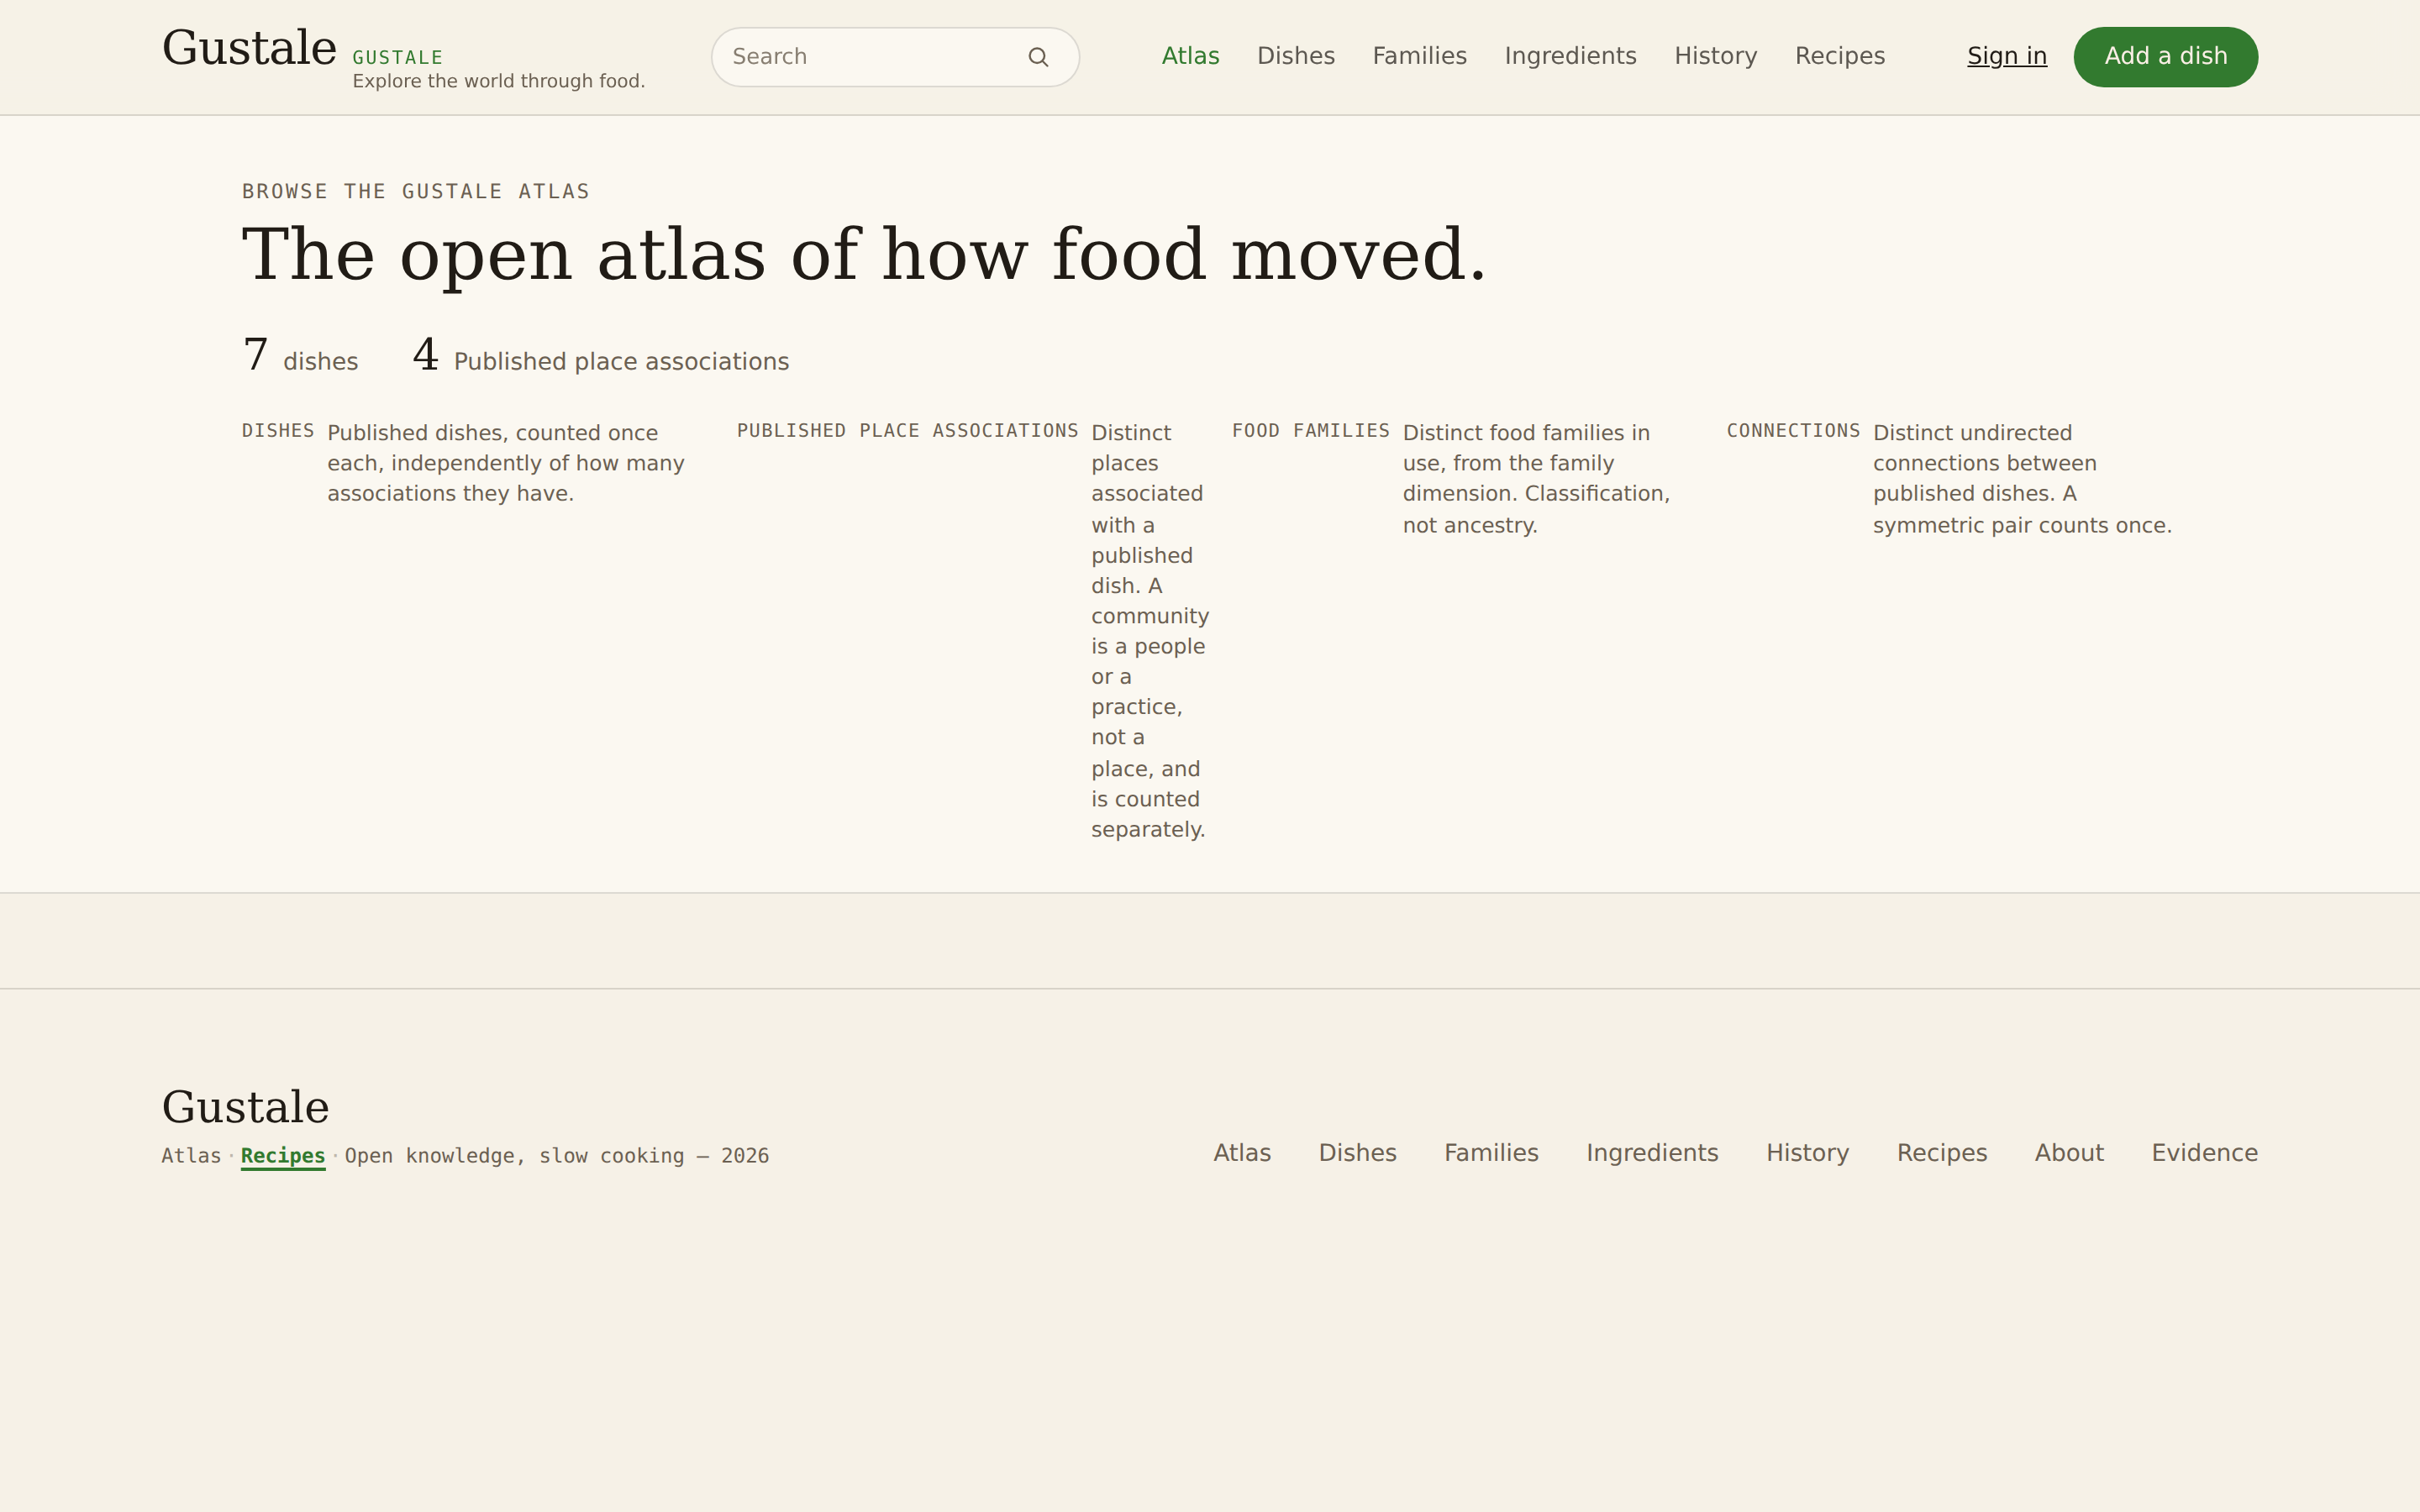 Gustale
GUSTALE
Explore the world through food.
Search
Atlas Dishes Families Ingredients History Recipes
Sign in
Add a dish
BROWSE THE GUSTALE ATLAS
The open atlas of how food moved.
7 dishes 4 Published place associations
DISHES
Published dishes, counted once
each, independently of how many
associations they have.
PUBLISHED PLACE ASSOCIATIONS
Distinct
places
associated
with a
published
dish. A
community
is a people
or a
practice,
not a
place, and
is counted
separately.
FOOD FAMILIES
Distinct food families in
use, from the family
dimension. Classification,
not ancestry.
CONNECTIONS
Distinct undirected
connections between
published dishes. A
symmetric pair counts once.
Gustale
Atlas · Recipes · Open knowledge, slow cooking — 2026
Atlas Dishes Families Ingredients History Recipes About Evidence